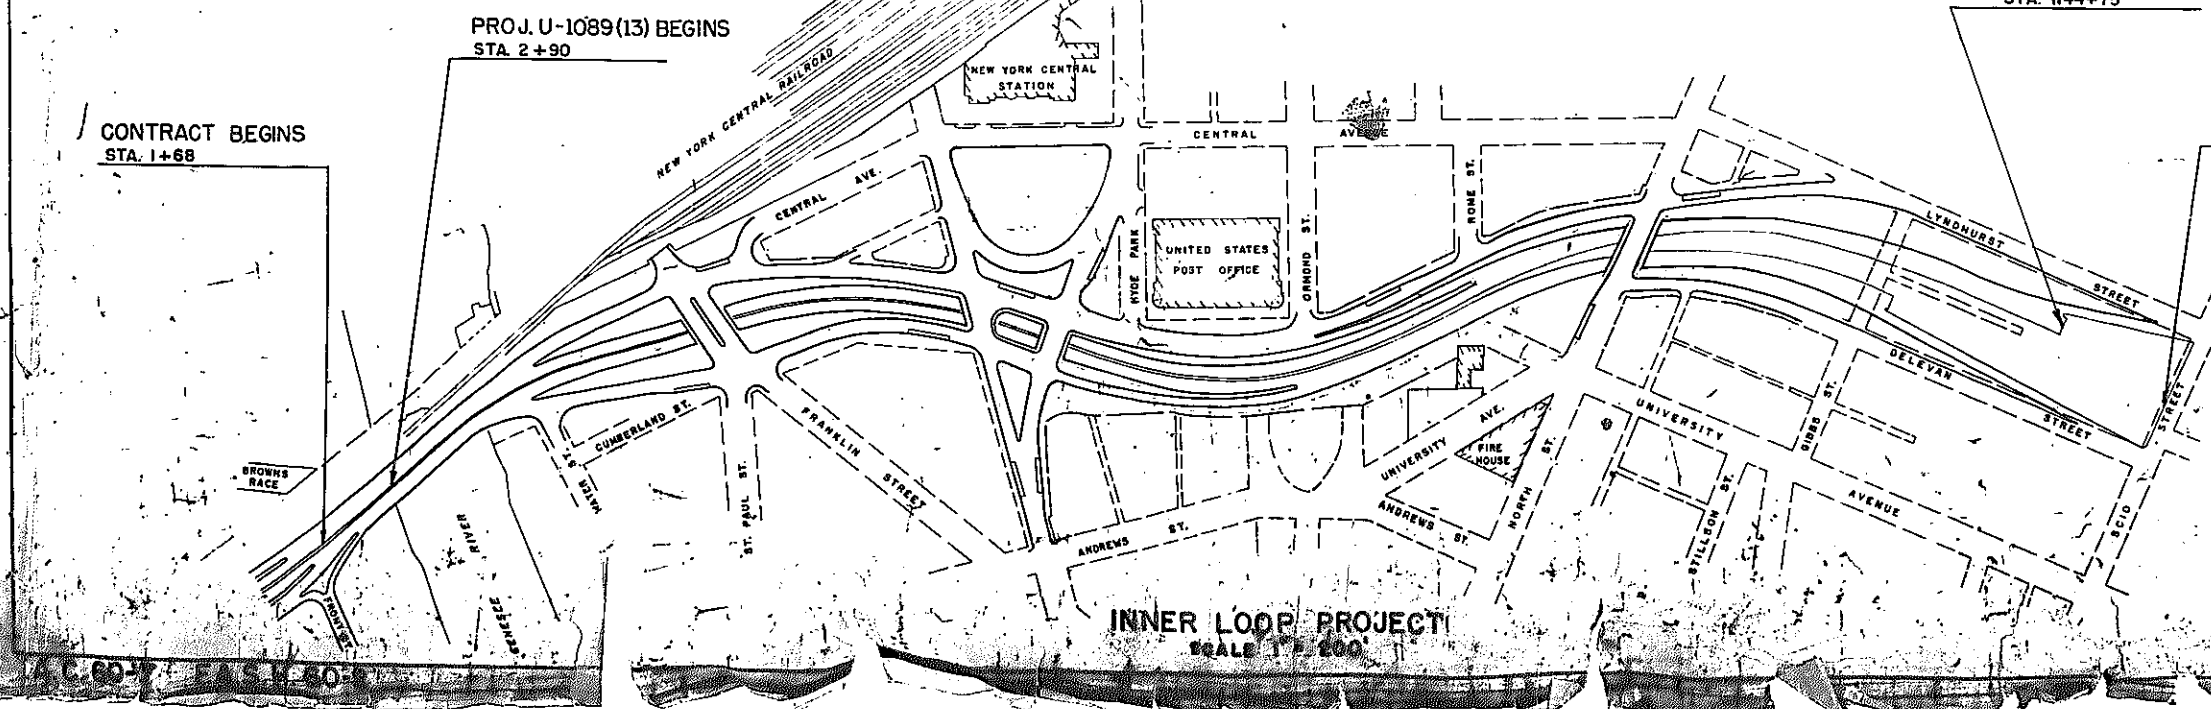 PROJ. U-1089(13) BEGINS
STA. 2+90
CONTRACT BEGINS
STA. 1+68
NEW YORK CENTRAL RAILROAD
NEW YORK CENTRAL
STATION
CENTRAL AVENUE
CENTRAL AVE.
HYDE PARK
UNITED STATES
POST OFFICE
ORMOND ST.
ROME ST.
LYNDHURST STREET
DELEVAN STREET
BROWNS
RACE
WATER ST.
CUMBERLAND ST.
ST. PAUL ST.
FRANKLIN STREET
ANDREWS ST.
UNIVERSITY AVE.
FIRE
HOUSE
ANDREWS ST.
NORTH ST.
UNIVERSITY AVENUE
GIBBS ST.
STILLSON ST.
SCIO STREET
GENESEE RIVER
FRONT ST.
INNER LOOP PROJECT
SCALE 1" = 200'